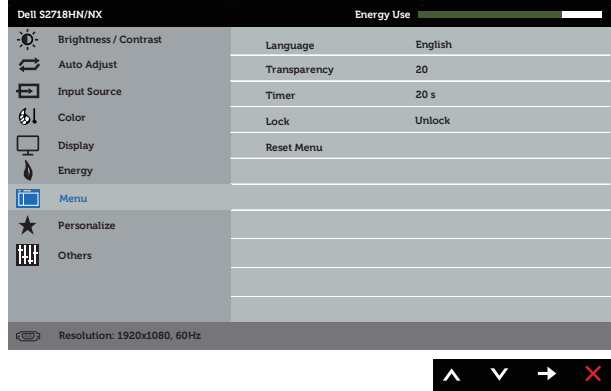 Dell S2718HN/NX Energy Use
Brightness / Contrast
Auto Adjust
Input Source
Color
Display
Energy
Menu
Personalize
Others
Language English
Transparency 20
Timer 20 s
Lock Unlock
Reset Menu
Resolution: 1920x1080, 60Hz